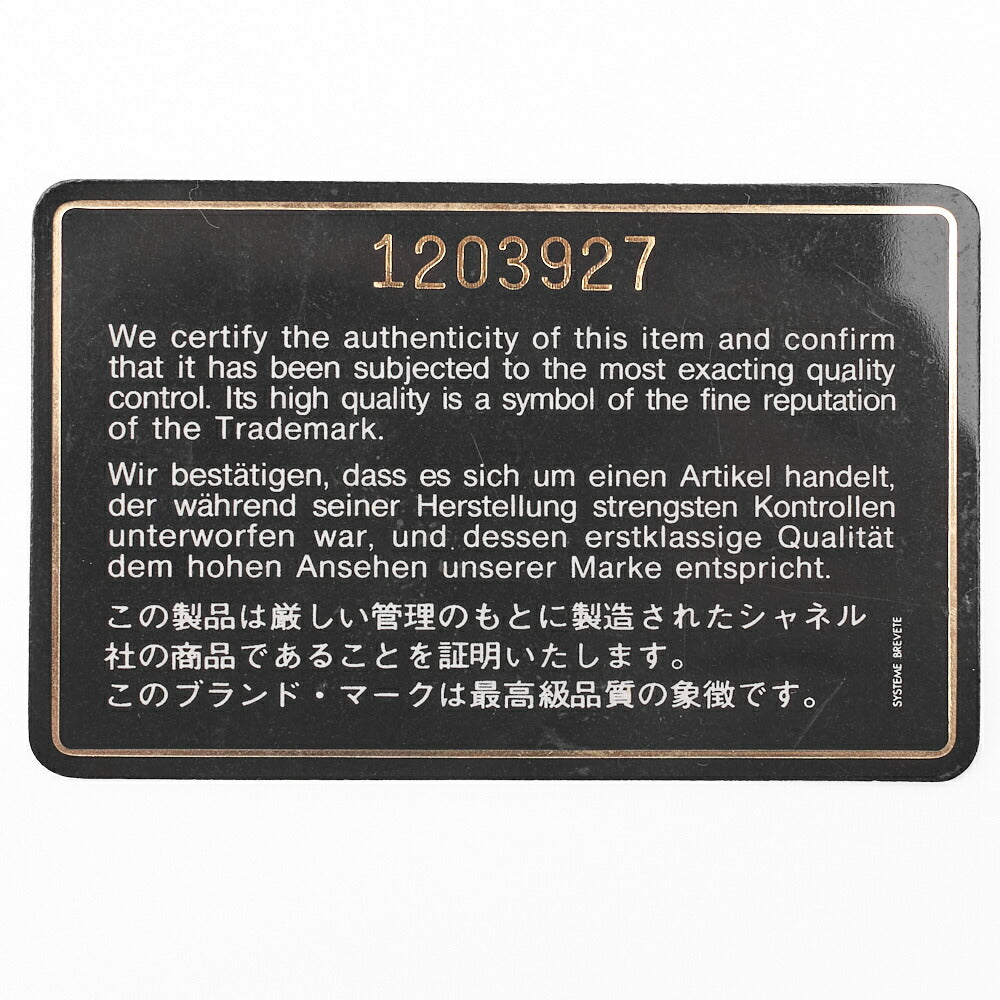 1203927
We certify the authenticity of this item and confirm
that it has been subjected to the most exacting quality
control. Its high quality is a symbol of the fine reputation
of the Trademark.
Wir bestätigen, dass es sich um einen Artikel handelt,
der während seiner Herstellung strengsten Kontrollen
unterworfen war, und dessen erstklassige Qualität
dem hohen Ansehen unserer Marke entspricht.
この製品は厳しい管理のもとに製造されたシャネル
社の商品であることを証明いたします。
このブランド・マークは最高級品質の象徴です。
SYSTEME BREVETE